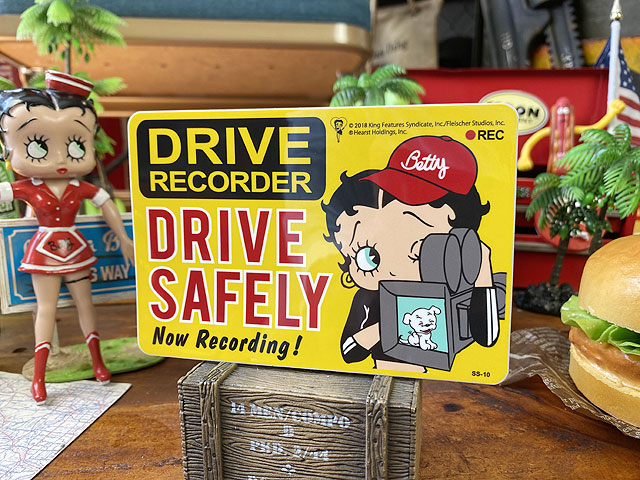 © 2018 King Features Syndicate, Inc./Fleischer Studios, Inc.
® Hearst Holdings, Inc.
REC
DRIVE
RECORDER
Betty
DRIVE
SAFELY
Now Recording!
SS-10
WAY